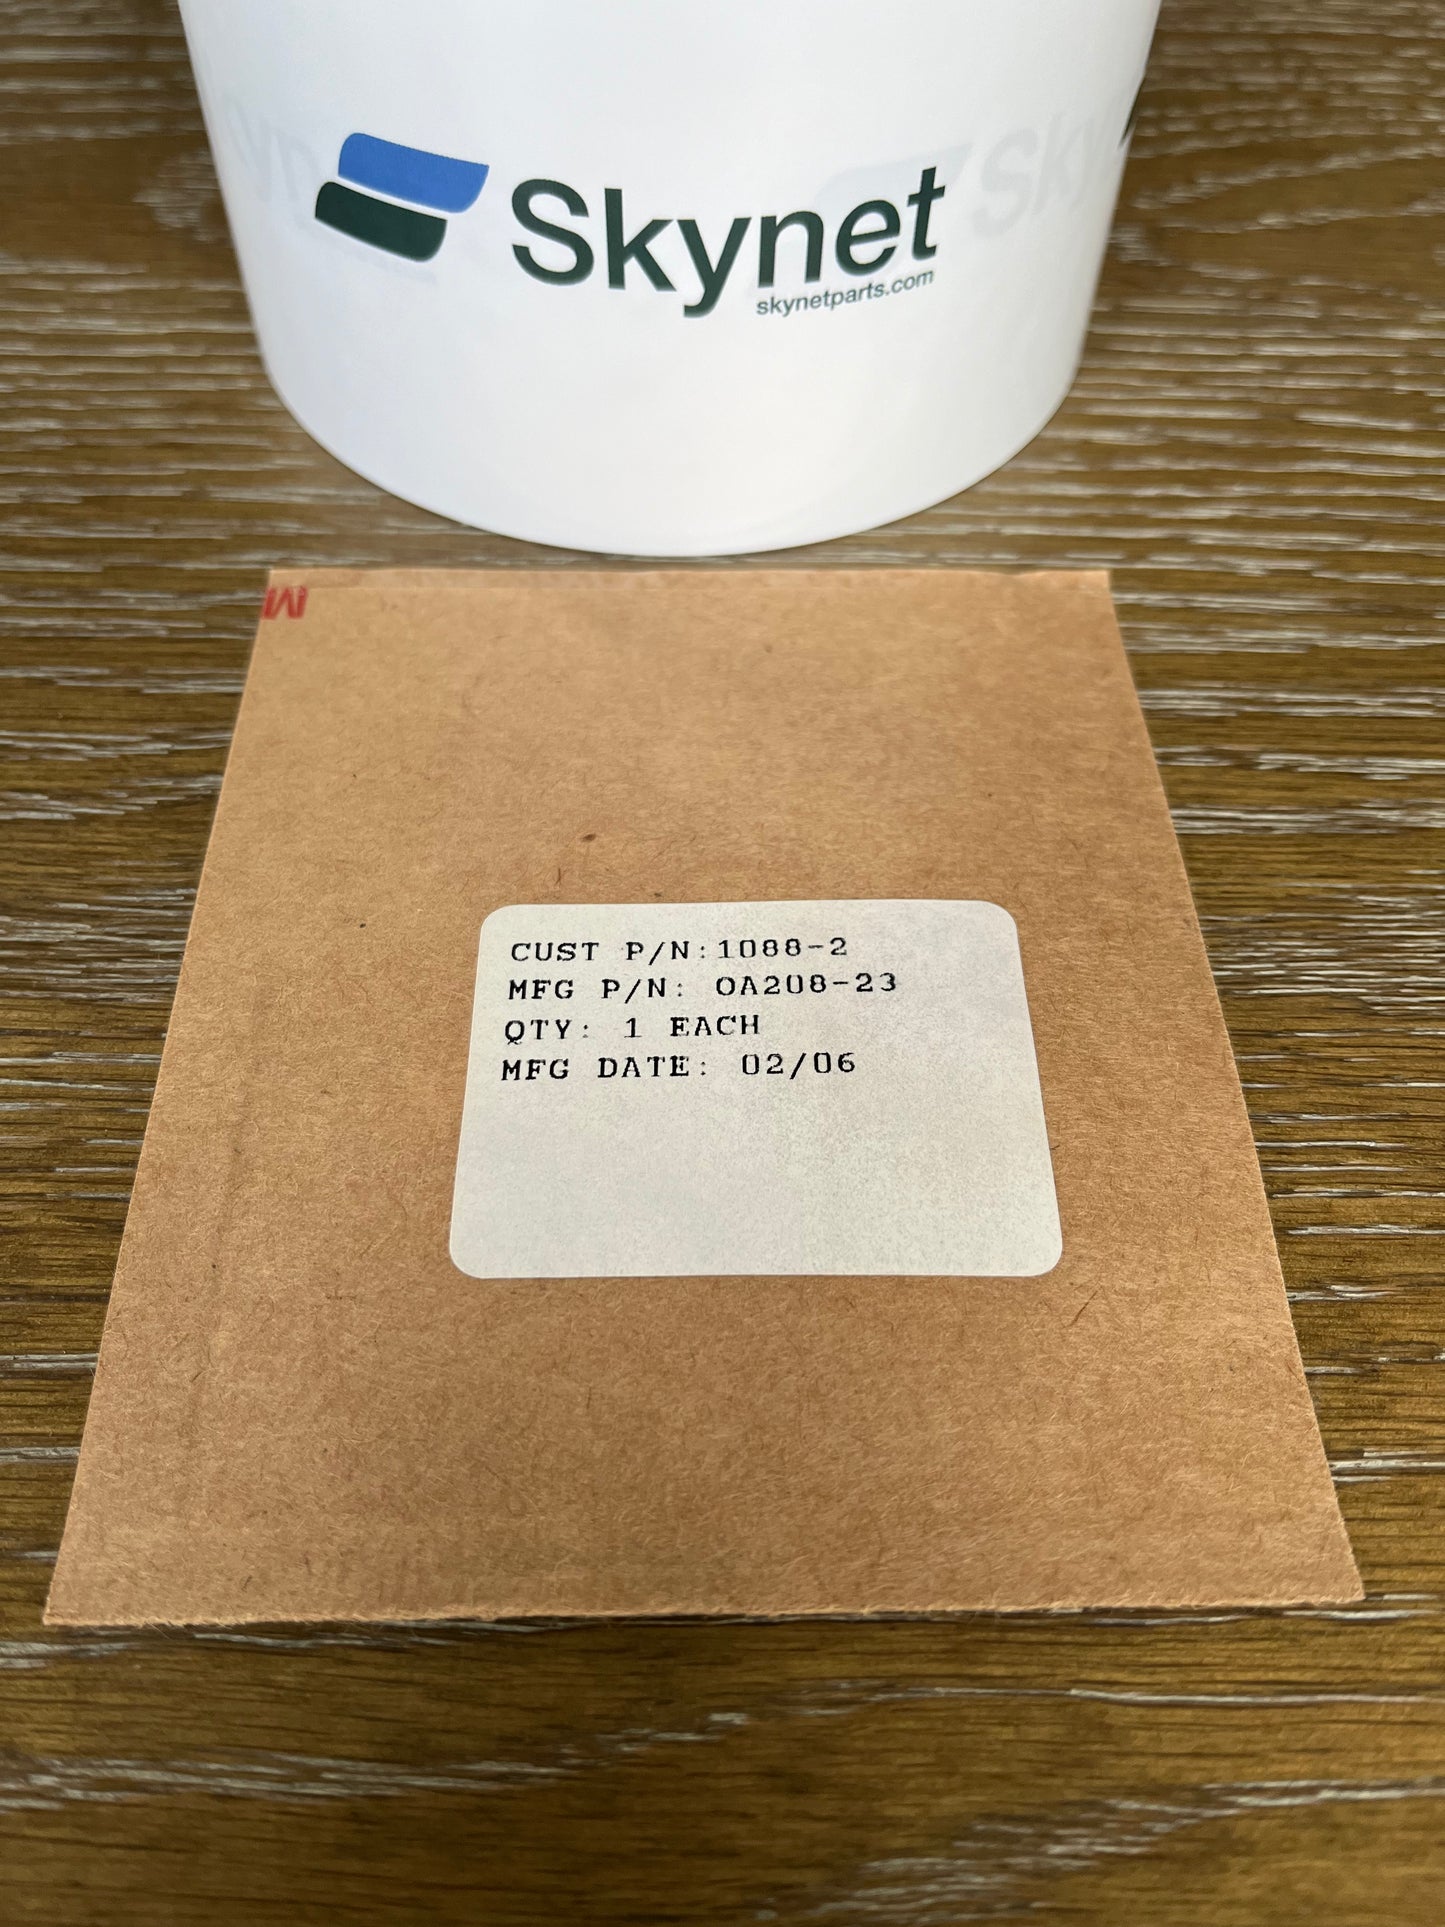 Skynet
skynetparts.com
CUST P/N:1088-2
MFG P/N: OA208-23
QTY: 1 EACH
MFG DATE: 02/06